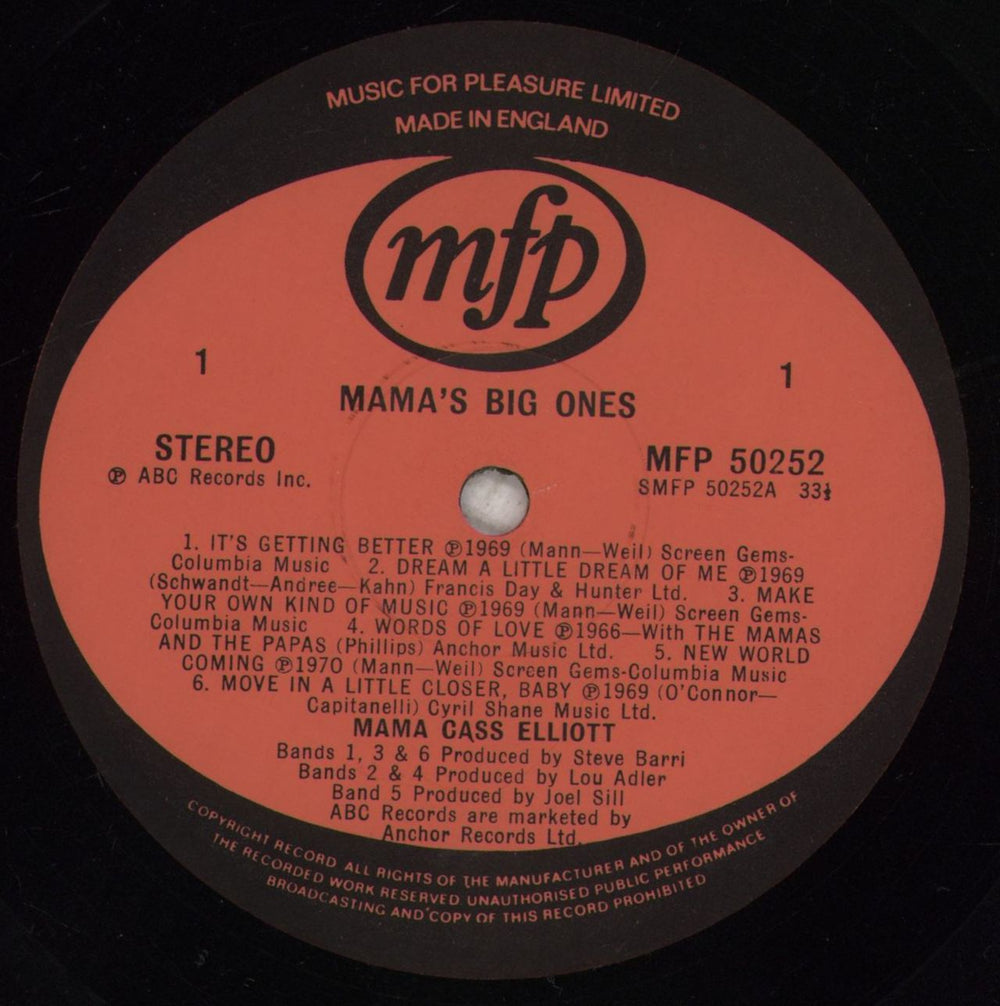 MUSIC FOR PLEASURE LIMITED
MADE IN ENGLAND
mfp
1
1
MAMA'S BIG ONES
STEREO
MFP 50252
Ⓟ ABC Records Inc.
SMFP 50252A 33⅓
1. IT'S GETTING BETTER Ⓟ1969 (Mann—Weil) Screen Gems-
Columbia Music 2. DREAM A LITTLE DREAM OF ME Ⓟ1969
(Schwandt—Andree—Kahn) Francis Day & Hunter Ltd. 3. MAKE
YOUR OWN KIND OF MUSIC Ⓟ1969 (Mann—Weil) Screen Gems-
Columbia Music 4. WORDS OF LOVE Ⓟ1966—With THE MAMAS
AND THE PAPAS (Phillips) Anchor Music Ltd. 5. NEW WORLD
COMING Ⓟ1970 (Mann—Weil) Screen Gems-Columbia Music
6. MOVE IN A LITTLE CLOSER, BABY Ⓟ1969 (O'Connor—
Capitanelli) Cyril Shane Music Ltd.
MAMA CASS ELLIOTT
Bands 1, 3 & 6 Produced by Steve Barri
Bands 2 & 4 Produced by Lou Adler
Band 5 Produced by Joel Sill
ABC Records are marketed by
Anchor Records Ltd.
COPYRIGHT RECORD ALL RIGHTS OF THE MANUFACTURER AND OF THE OWNER OF
THE RECORDED WORK RESERVED UNAUTHORISED PUBLIC PERFORMANCE
BROADCASTING AND COPY OF THIS RECORD PROHIBITED